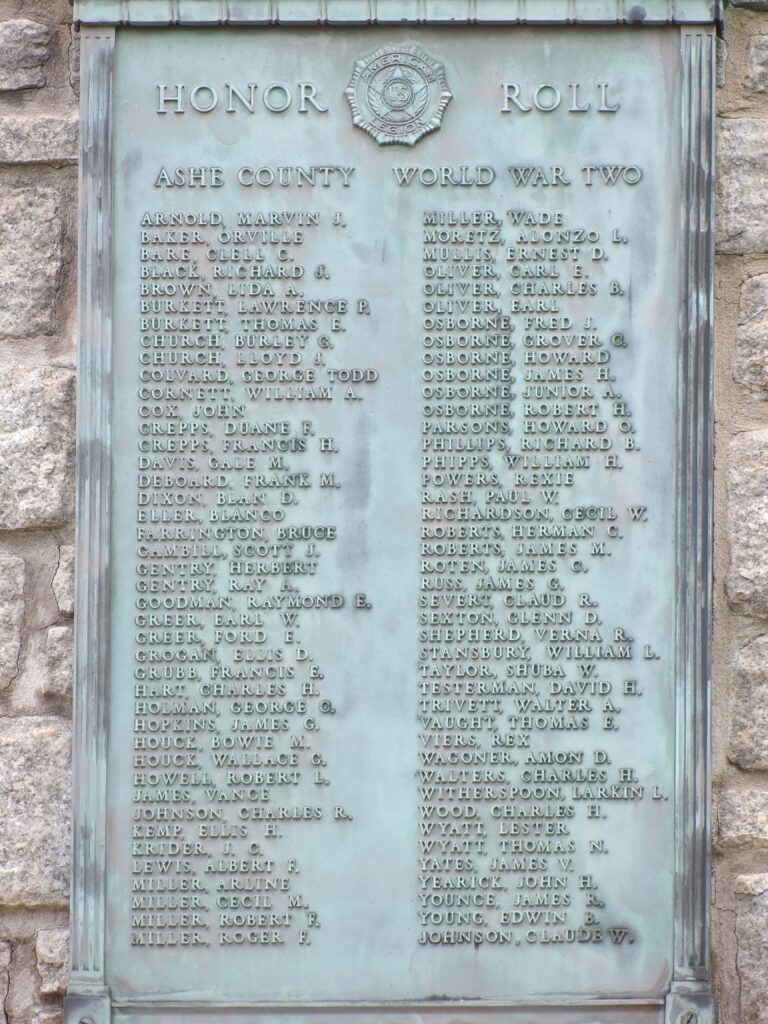 HONOR ROLL
AMERICAN
US
LEGION
ASHE COUNTY WORLD WAR TWO
ARNOLD, MARVIN J.
BAKER, ORVILLE
BARE, CLELL C.
BLACK, RICHARD J.
BROWN, LIDA A.
BURKETT, LAWRENCE P.
BURKETT, THOMAS E.
CHURCH, BURLEY G.
CHURCH, LLOYD J.
COLVARD, GEORGE TODD
CORNETT, WILLIAM A.
COX, JOHN
CREPPS, DUANE F.
CREPPS, FRANCIS H.
DAVIS, GALE M.
DEBOARD, FRANK M.
DIXON, BLAN D.
ELLER, BLANCO
FARRINGTON, BRUCE
GAMBILL, SCOTT J.
GENTRY, HERBERT
GENTRY, RAY A.
GOODMAN, RAYMOND E.
GREER, EARL W.
GREER, FORD E.
GROGAN, ELLIS D.
GRUBB, FRANCIS E.
HART, CHARLES H.
HOLMAN, GEORGE C.
HOPKINS, JAMES G.
HOUCK, BOWIE M.
HOUCK, WALLACE G.
HOWELL, ROBERT L.
JAMES, VANCE
JOHNSON, CHARLES R.
KEMP, ELLIS H.
KRIDER, J. C.
LEWIS, ALBERT F.
MILLER, ARLINE
MILLER, CECIL M.
MILLER, ROBERT F.
MILLER, ROGER F.
MILLER, WADE
MORETZ, ALONZO L.
MULLIS, ERNEST D.
OLIVER, CARL E.
OLIVER, CHARLES B.
OLIVER, EARL
OSBORNE, FRED J.
OSBORNE, GROVER C.
OSBORNE, HOWARD
OSBORNE, JAMES H.
OSBORNE, JUNIOR A.
OSBORNE, ROBERT H.
PARSONS, HOWARD O.
PHILLIPS, RICHARD B.
PHIPPS, WILLIAM H.
POWERS, REXIE
RASH, PAUL W.
RICHARDSON, CECIL W.
ROBERTS, HERMAN C.
ROBERTS, JAMES M.
ROTEN, JAMES C.
RUSS, JAMES G.
SEVERT, CLAUD R.
SEXTON, GLENN D.
SHEPHERD, VERNA R.
STANSBURY, WILLIAM L.
TAYLOR, SHUBA W.
TESTERMAN, DAVID H.
TRIVETT, WALTER A.
VAUGHT, THOMAS E.
VIERS, REX
WAGONER, AMON D.
WALTERS, CHARLES H.
WITHERSPOON, LARKIN L.
WOOD, CHARLES H.
WYATT, LESTER
WYATT, THOMAS N.
YATES, JAMES V.
YEARICK, JOHN H.
YOUNCE, JAMES R.
YOUNG, EDWIN B.
JOHNSON, CLAUDE W.